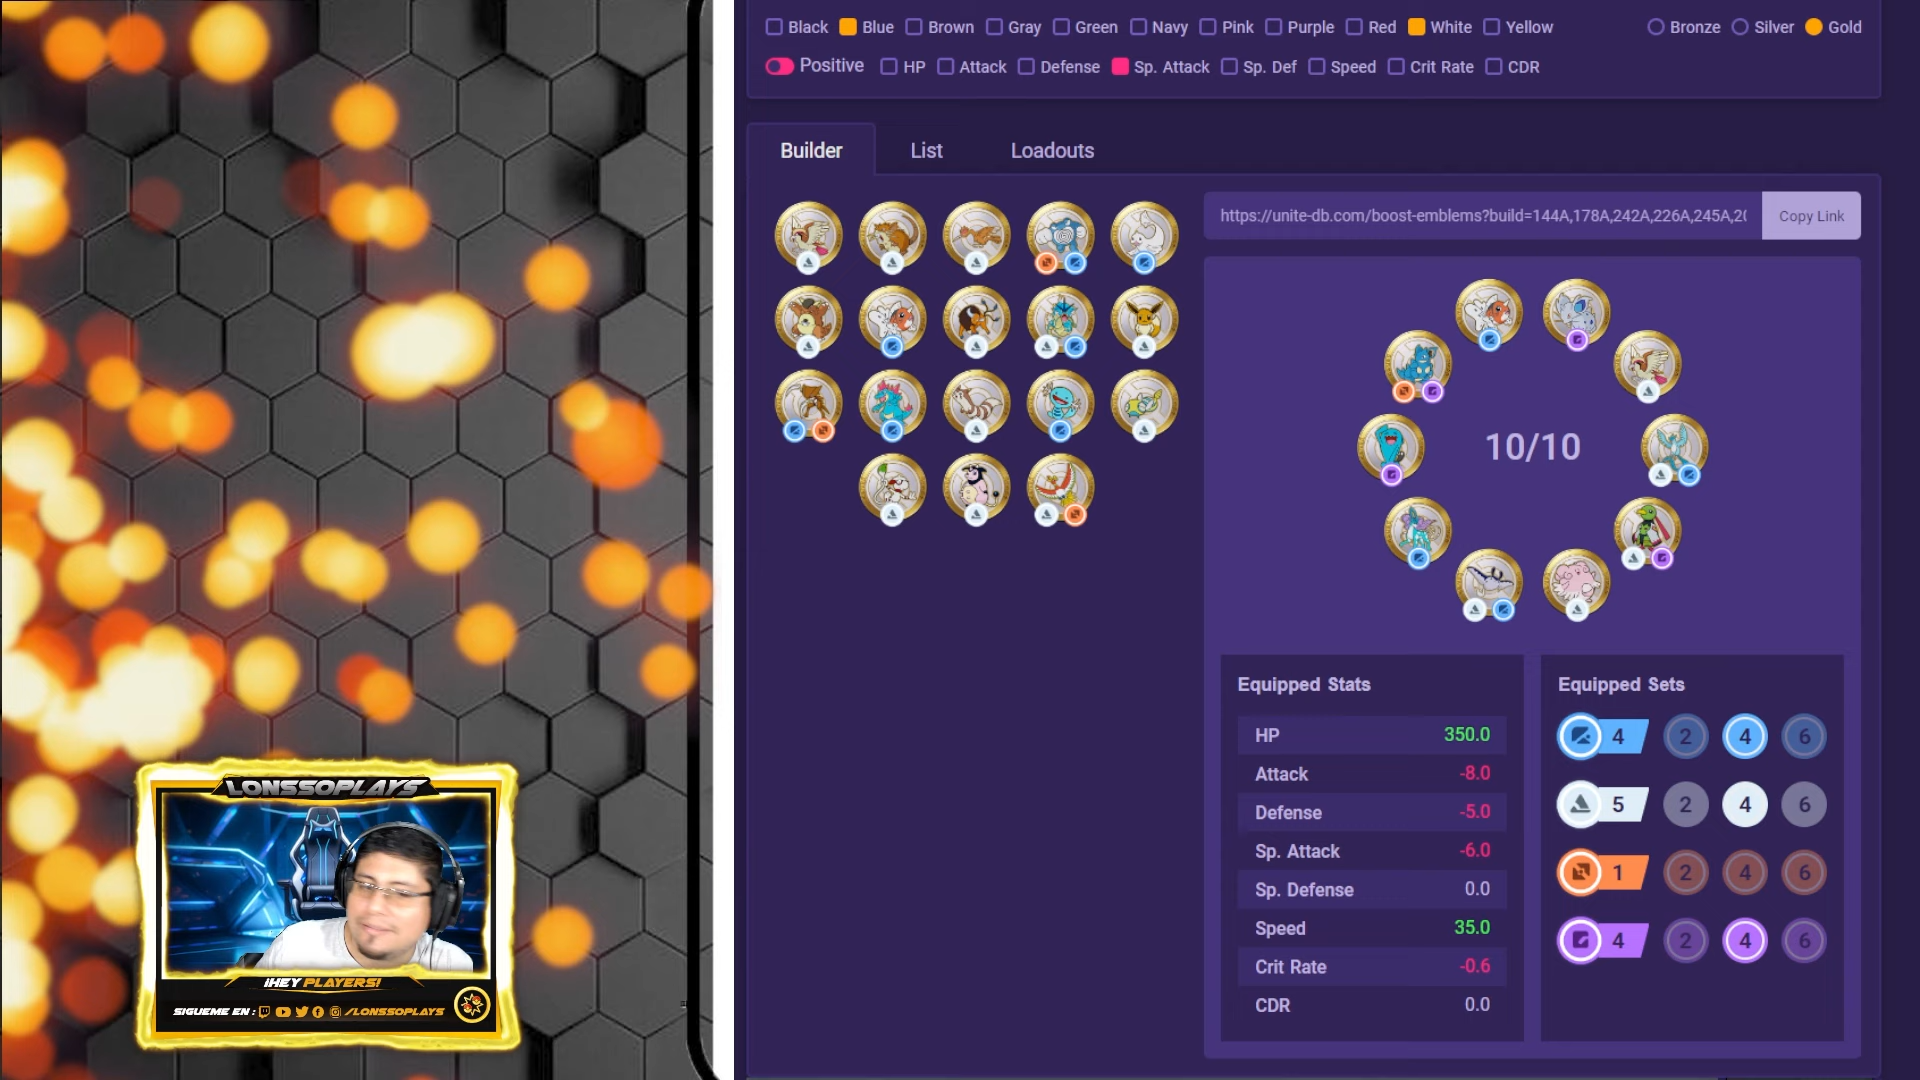 Black Blue Brown Gray Green Navy Pink Purple Red White Yellow Bronze Silver Gold
Positive HP Attack Defense Sp. Attack Sp. Def Speed Crit Rate CDR
Builder List Loadouts
https://unite-db.com/boost-emblems?build=144A,178A,242A,226A,245A,20 Copy Link
10/10
Equipped Stats
HP 350.0
Attack -8.0
Defense -5.0
Sp. Attack -6.0
Sp. Defense 0.0
Speed 35.0
Crit Rate -0.6
CDR 0.0
Equipped Sets
4 2 4 6
5 2 4 6
1 2 4 6
4 2 4 6
LONSSOPLAYS
¡HEY PLAYERS!
SIGUEME EN : /LONSSOPLAYS